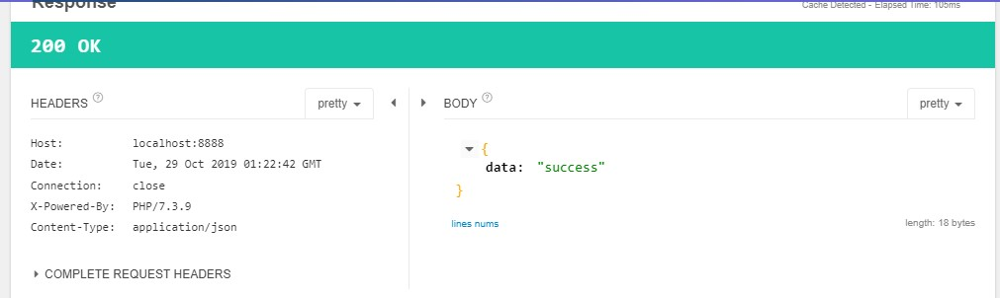 Response
Cache Detected - Elapsed Time: 105ms
200 OK
HEADERS ?
pretty
Host: localhost:8888
Date: Tue, 29 Oct 2019 01:22:42 GMT
Connection: close
X-Powered-By: PHP/7.3.9
Content-Type: application/json
COMPLETE REQUEST HEADERS
BODY ?
pretty
{
data: "success"
}
lines nums
length: 18 bytes